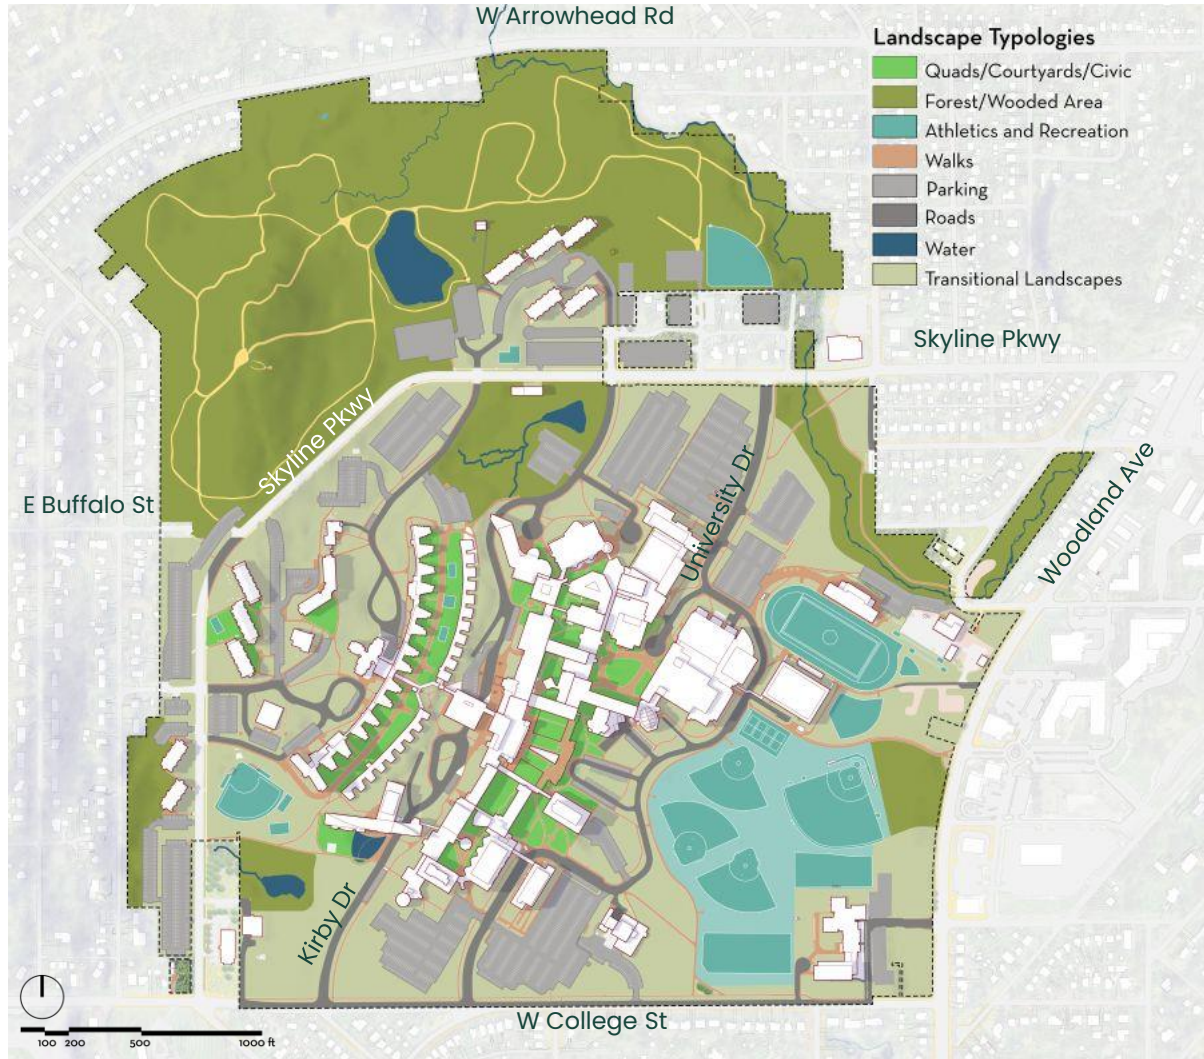 W Arrowhead Rd
Landscape Typologies
Quads/Courtyards/Civic
Forest/Wooded Area
Athletics and Recreation
Walks
Parking
Roads
Water
Transitional Landscapes
Skyline Pkwy
Skyline Pkwy
E Buffalo St
University Dr
Woodland Ave
Kirby Dr
W College St
100 200 500 1000 ft